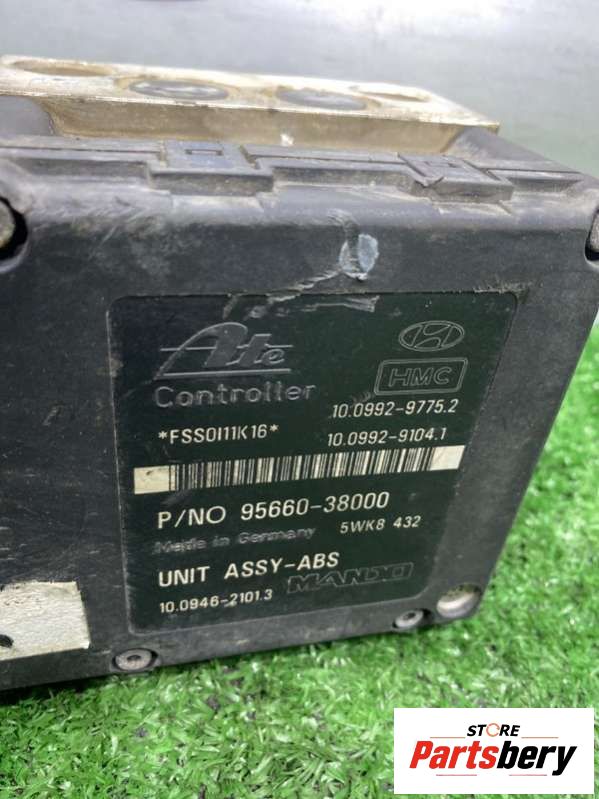 Ate
Controller
HMC
10.0992-9775.2
*FSS0I11K16*
10.0992-9104.1
P/NO 95660-38000
Made in Germany
5WK8 432
UNIT ASSY-ABS
MANDO
10.0946-2101.3
STORE
Partsbery